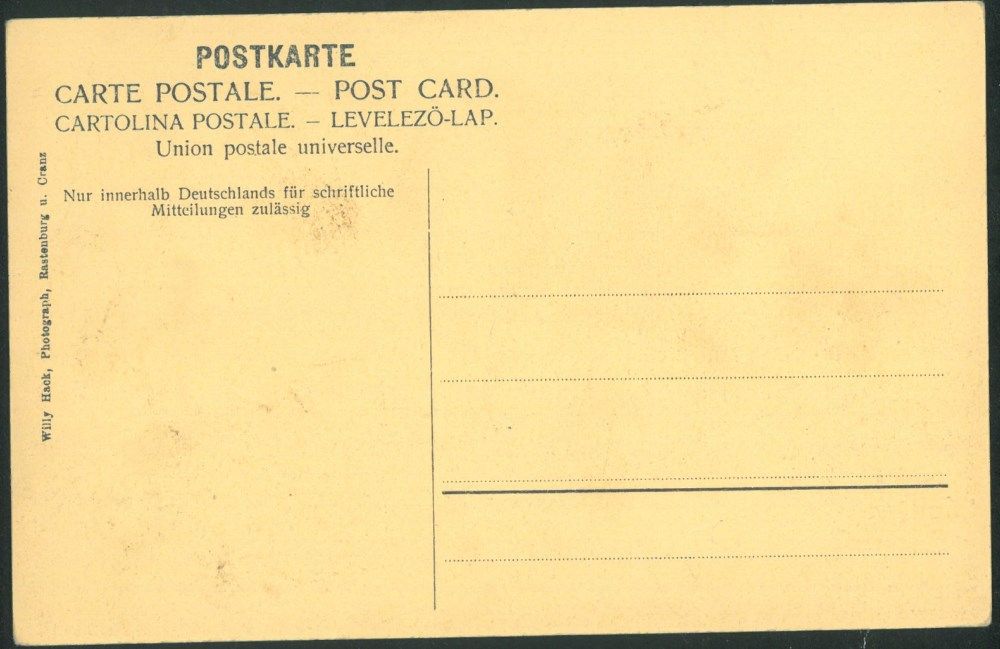 POSTKARTE
CARTE POSTALE. — POST CARD.
CARTOLINA POSTALE. – LEVELEZÖ-LAP.
Union postale universelle.
Nur innerhalb Deutschlands für schriftliche
Mitteilungen zulässig
Willy Hack, Photograph, Rastenburg u. Cranz